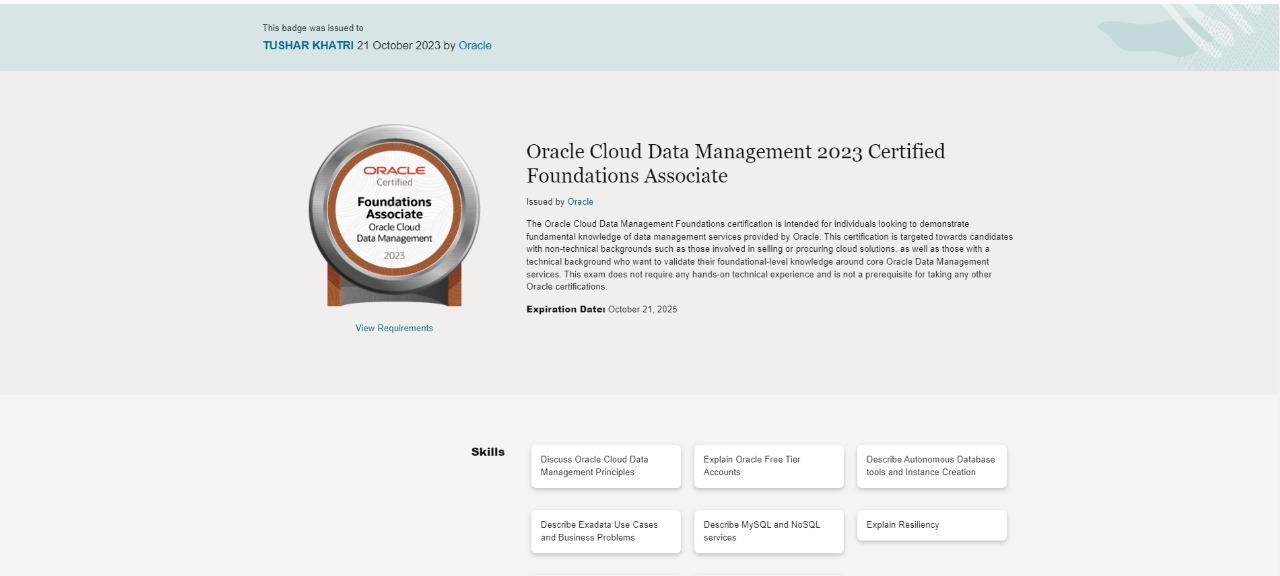 This badge was issued to
TUSHAR KHATRI 21 October 2023 by Oracle
ORACLE
Certified
Foundations
Associate
Oracle Cloud
Data Management
2023
View Requirements
Oracle Cloud Data Management 2023 Certified
Foundations Associate
Issued by Oracle
The Oracle Cloud Data Management Foundations certification is intended for individuals looking to demonstrate
fundamental knowledge of data management services provided by Oracle. This certification is targeted towards candidates
with non-technical backgrounds such as those involved in selling or procuring cloud solutions, as well as those with a
technical background who want to validate their foundational-level knowledge around core Oracle Data Management
services. This exam does not require any hands-on technical experience and is not a prerequisite for taking any other
Oracle certifications.
Expiration Date: October 21, 2025
Skills
Discuss Oracle Cloud Data
Management Principles
Explain Oracle Free Tier
Accounts
Describe Autonomous Database
tools and Instance Creation
Describe Exadata Use Cases
and Business Problems
Describe MySQL and NoSQL
services
Explain Resiliency